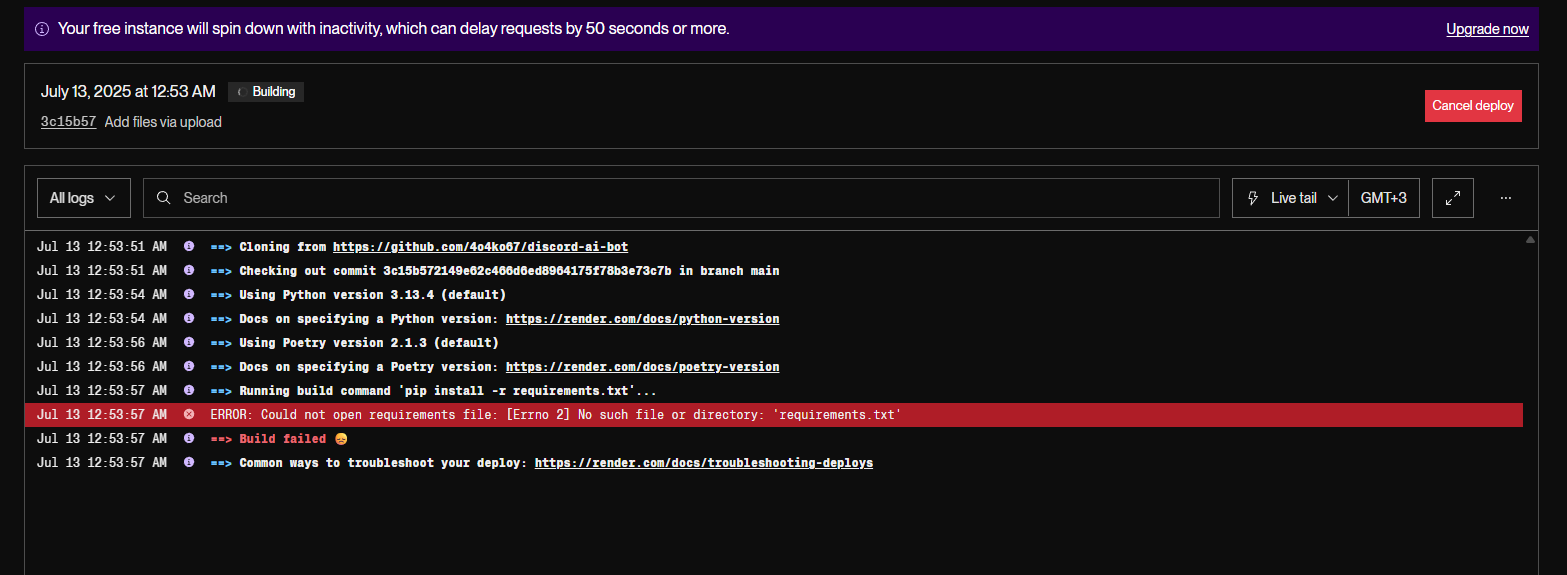 Your free instance will spin down with inactivity, which can delay requests by 50 seconds or more. Upgrade now
July 13, 2025 at 12:53 AM Building
Cancel deploy
3c15b57 Add files via upload
All logs Search Live tail GMT+3
Jul 13 12:53:51 AM ==> Cloning from https://github.com/4o4ko67/discord-ai-bot
Jul 13 12:53:51 AM ==> Checking out commit 3c15b572149e62c466d6ed8964175f78b3e73c7b in branch main
Jul 13 12:53:54 AM ==> Using Python version 3.13.4 (default)
Jul 13 12:53:54 AM ==> Docs on specifying a Python version: https://render.com/docs/python-version
Jul 13 12:53:56 AM ==> Using Poetry version 2.1.3 (default)
Jul 13 12:53:56 AM ==> Docs on specifying a Poetry version: https://render.com/docs/poetry-version
Jul 13 12:53:57 AM ==> Running build command 'pip install -r requirements.txt'...
Jul 13 12:53:57 AM ERROR: Could not open requirements file: [Errno 2] No such file or directory: 'requirements.txt'
Jul 13 12:53:57 AM ==> Build failed 😞
Jul 13 12:53:57 AM ==> Common ways to troubleshoot your deploy: https://render.com/docs/troubleshooting-deploys